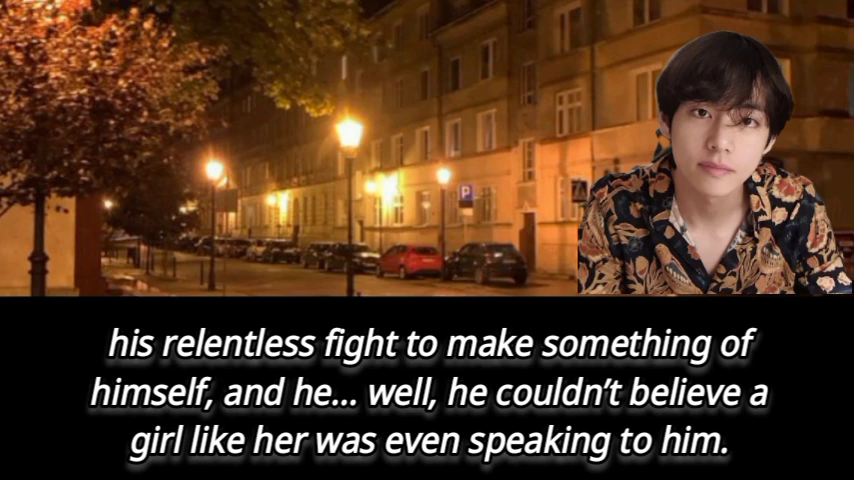 P
his relentless fight to make something of
himself, and he... well, he couldn't believe a
girl like her was even speaking to him.